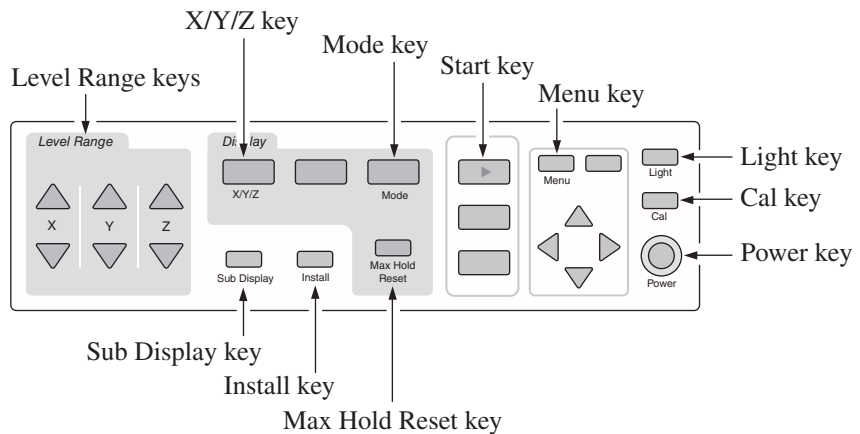 X/Y/Z key
Mode key
Start key
Level Range keys
Menu key
Level Range
Display
Light key
X/Y/Z
Mode
Menu
Light
Cal key
Cal
X
Y
Z
Power key
Sub Display
Install
Max Hold
Reset
Power
Sub Display key
Install key
Max Hold Reset key